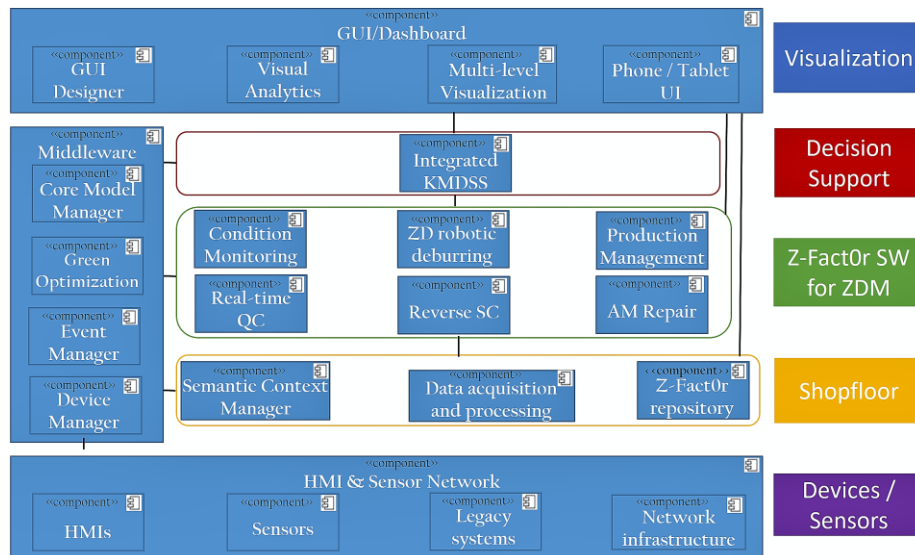 «component»
GUI/Dashboard
«component»
GUI
Designer
«component»
Visual
Analytics
«component»
Multi-level
Visualization
«component»
Phone / Tablet
UI
Visualization
«component»
Middleware
«component»
Core Model
Manager
«component»
Green
Optimization
«component»
Event
Manager
«component»
Device
Manager
«component»
Integrated
KMDSS
Decision
Support
«component»
Condition
Monitoring
«component»
ZD robotic
deburring
«component»
Production
Management
«component»
Real-time
QC
«component»
Reverse SC
«component»
AM Repair
Z-Fact0r SW
for ZDM
«component»
Semantic Context
Manager
«component»
Data acquisition
and processing
«component»
Z-Fact0r
repository
Shopfloor
«component»
HMI & Sensor Network
«component»
HMIs
«component»
Sensors
«component»
Legacy
systems
«component»
Network
infrastructure
Devices /
Sensors